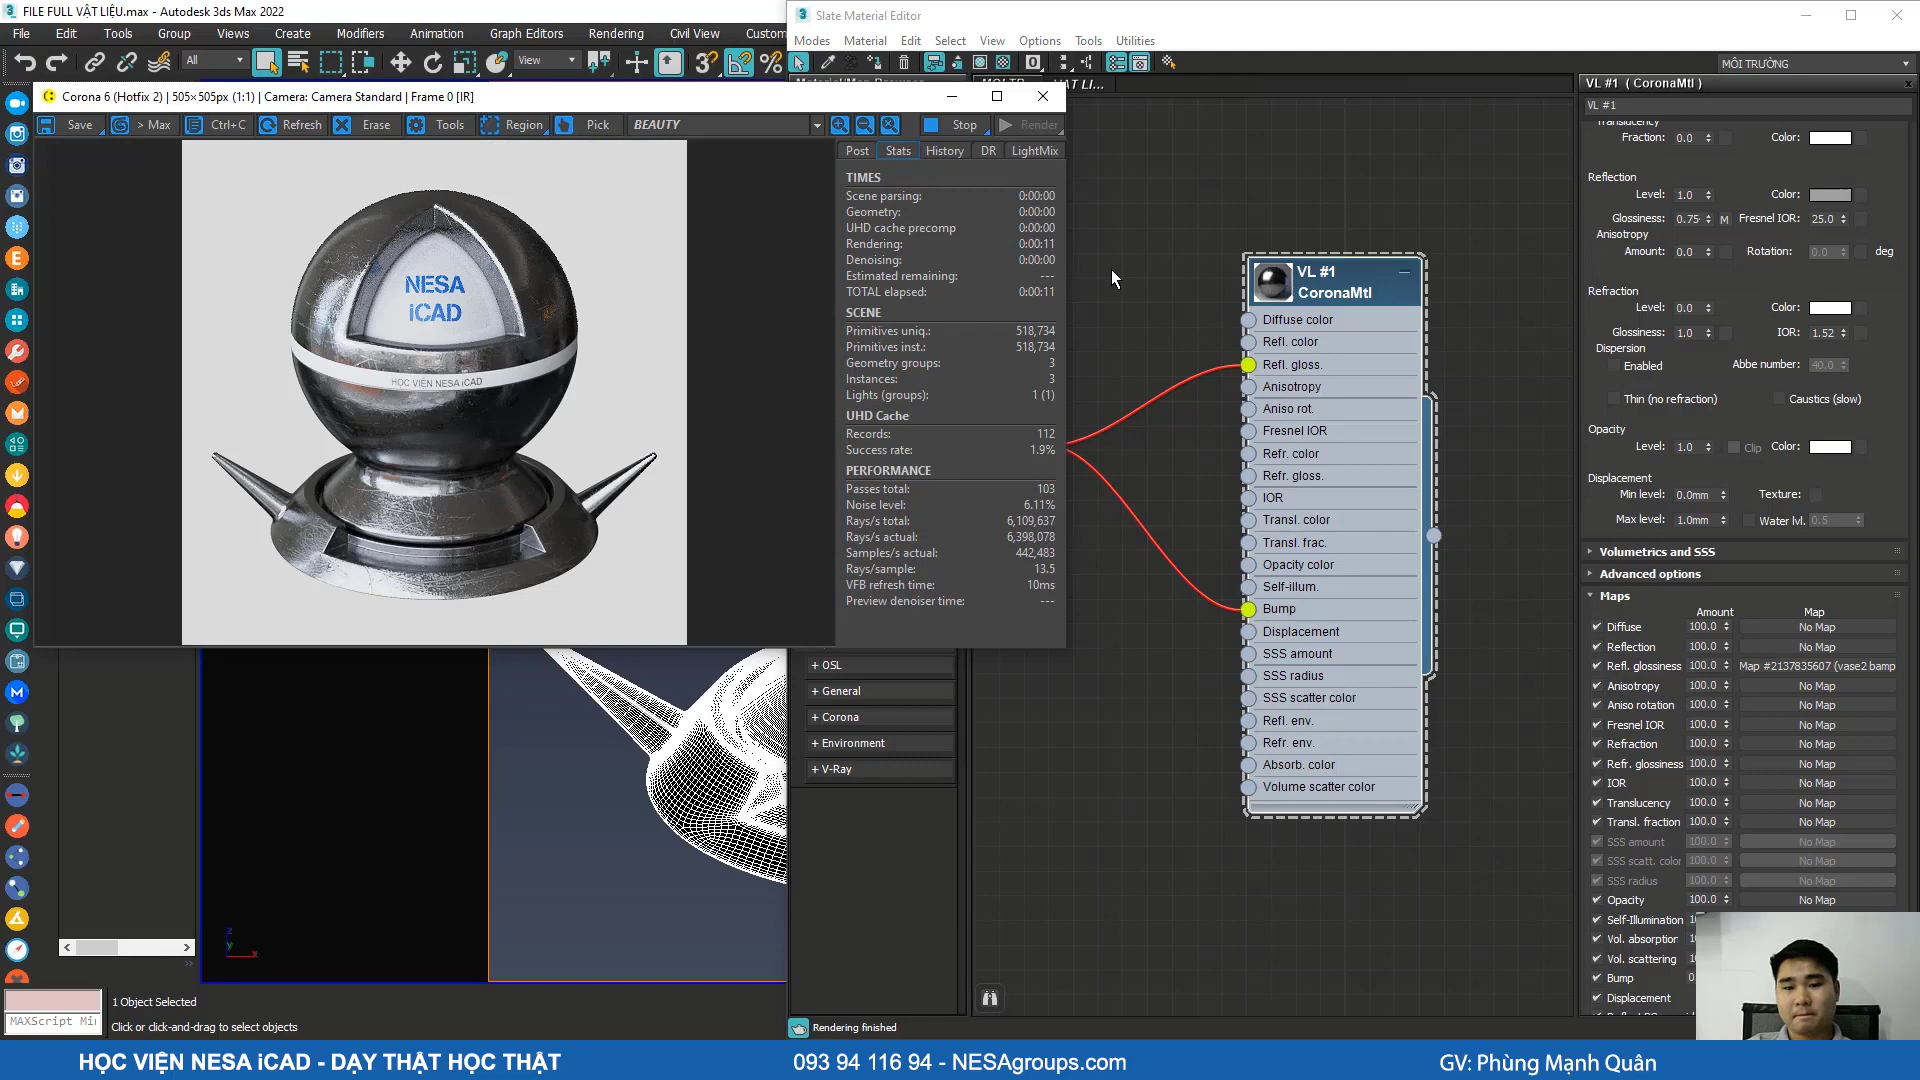 FILE FULL VẬT LIỆU.max - Autodesk 3ds Max 2022
File Edit Tools Group Views Create Modifiers Animation Graph Editors Rendering Civil View Custom
All View
Slate Material Editor
Modes Material Edit Select View Options Tools Utilities
MÔI TRƯỜNG
VL #1 ( CoronaMtl )
VL #1
Corona 6 (Hotfix 2) | 505×505px (1:1) | Camera: Camera Standard | Frame 0 [IR]
Save > Max Ctrl+C Refresh Erase Tools Region Pick BEAUTY Stop Render
Post Stats History DR LightMix
TIMES
Scene parsing: 0:00:00
Geometry: 0:00:00
UHD cache precomp 0:00:00
Rendering: 0:00:11
Denoising: 0:00:00
Estimated remaining: ---
TOTAL elapsed: 0:00:11
SCENE
Primitives uniq.: 518,734
Primitives inst.: 518,734
Geometry groups: 3
Instances: 3
Lights (groups): 1 (1)
UHD Cache
Records: 112
Success rate: 1.9%
PERFORMANCE
Passes total: 103
Noise level: 6.11%
Rays/s total: 6,109,637
Rays/s actual: 6,398,078
Samples/s actual: 442,483
Rays/sample: 13.5
VFB refresh time: 10ms
Preview denoiser time: ---
NESA
iCAD
HỌC VIỆN NESA iCAD
+ OSL
+ General
+ Corona
+ Environment
+ V-Ray
VL #1
CoronaMtl
Diffuse color
Refl. color
Refl. gloss.
Anisotropy
Aniso rot.
Fresnel IOR
Refr. color
Refr. gloss.
IOR
Transl. color
Transl. frac.
Opacity color
Self-illum.
Bump
Displacement
SSS amount
SSS radius
SSS scatter color
Refl. env.
Refr. env.
Absorb. color
Volume scatter color
Translucency
Fraction: 0.0 Color:
Reflection
Level: 1.0 Color:
Glossiness: 0.75 M Fresnel IOR: 25.0
Anisotropy
Amount: 0.0 Rotation: 0.0 deg
Refraction
Level: 0.0 Color:
Glossiness: 1.0 IOR: 1.52
Dispersion
Enabled Abbe number: 40.0
Thin (no refraction) Caustics (slow)
Opacity
Level: 1.0 Clip Color:
Displacement
Min level: 0.0mm Texture:
Max level: 1.0mm Water lvl. 0.5
Volumetrics and SSS
Advanced options
Maps
Amount Map
Diffuse 100.0 No Map
Reflection 100.0 No Map
Refl. glossiness 100.0 Map #2137835607 (vase2 bamp
Anisotropy 100.0 No Map
Aniso rotation 100.0 No Map
Fresnel IOR 100.0 No Map
Refraction 100.0 No Map
Refr. glossiness 100.0 No Map
IOR 100.0 No Map
Translucency 100.0 No Map
Transl. fraction 100.0 No Map
SSS amount 100.0 No Map
SSS scatt. color 100.0 No Map
SSS radius 100.0 No Map
Opacity 100.0 No Map
Self-Illumination
Vol. absorption
Vol. scattering
Bump
Displacement
MAXScript Mi
1 Object Selected
Click or click-and-drag to select objects
Rendering finished
HỌC VIỆN NESA iCAD - DẠY THẬT HỌC THẬT
093 94 116 94 - NESAgroups.com
GV: Phùng Mạnh Quân